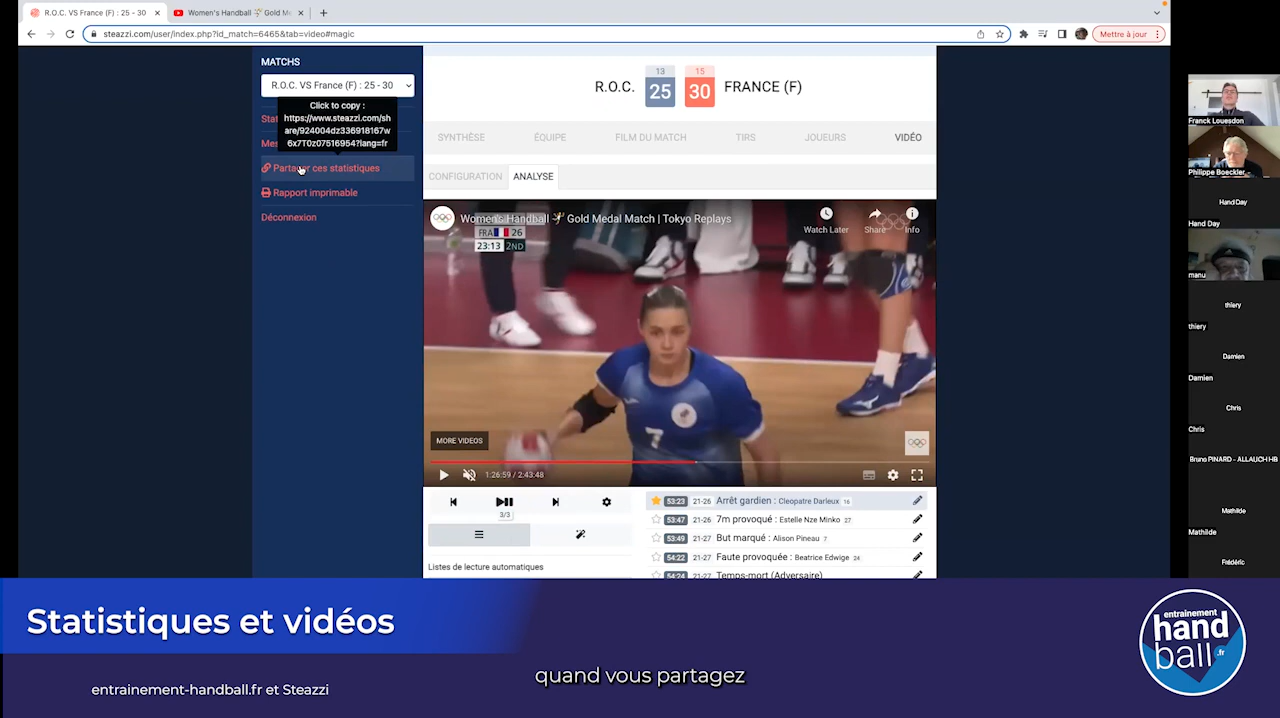 R.O.C. VS France (F) : 25 - 30
Women's Handball 🤾 Gold Me
steazzi.com/user/index.php?id_match=6465&tab=video#magic
Mettre à jour
MATCHS
R.O.C. VS France (F) : 25 - 30
Click to copy :
https://www.steazzi.com/sh
are/924004dz336918167w
6x7T0z07516954?lang=fr
Stat
Mes
Partager ces statistiques
Rapport imprimable
Déconnexion
R.O.C.
13
25
15
30
FRANCE (F)
SYNTHÈSE
ÉQUIPE
FILM DU MATCH
TIRS
JOUEURS
VIDÉO
CONFIGURATION
ANALYSE
Women's Handball 🤾 Gold Medal Match | Tokyo Replays
Watch Later
Share
Info
FRA 26
23:13 2ND
7
MORE VIDEOS
1:26:59 / 2:43:48
3/3
Listes de lecture automatiques
53:23 21-26 Arrêt gardien : Cleopatre Darleux 16
53:47 21-26 7m provoqué : Estelle Nze Minko 27
53:49 21-27 But marqué : Alison Pineau 7
54:22 21-27 Faute provoquée : Beatrice Edwige 24
54:24 21-27 Temps-mort (Adversaire)
Franck Louesdon
Philippe Boeckler
Hand Day
Hand Day
manu
thiery
thiery
Damien
Damien
Chris
Chris
Bruno PINARD - ALLAUCH HB
Mathilde
Mathilde
Frédéric
Statistiques et vidéos
entrainement-handball.fr et Steazzi
quand vous partagez
entrainement
hand
ball.fr